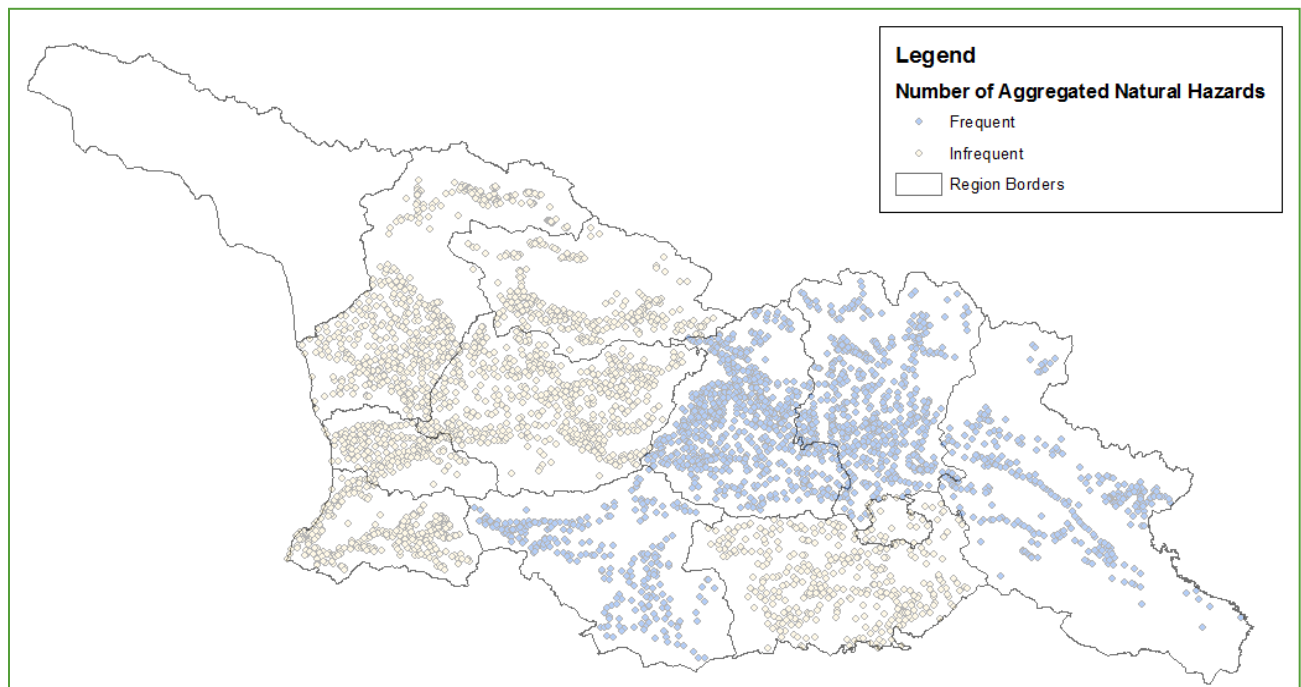 Legend
Number of Aggregated Natural Hazards
Frequent
Infrequent
Region Borders